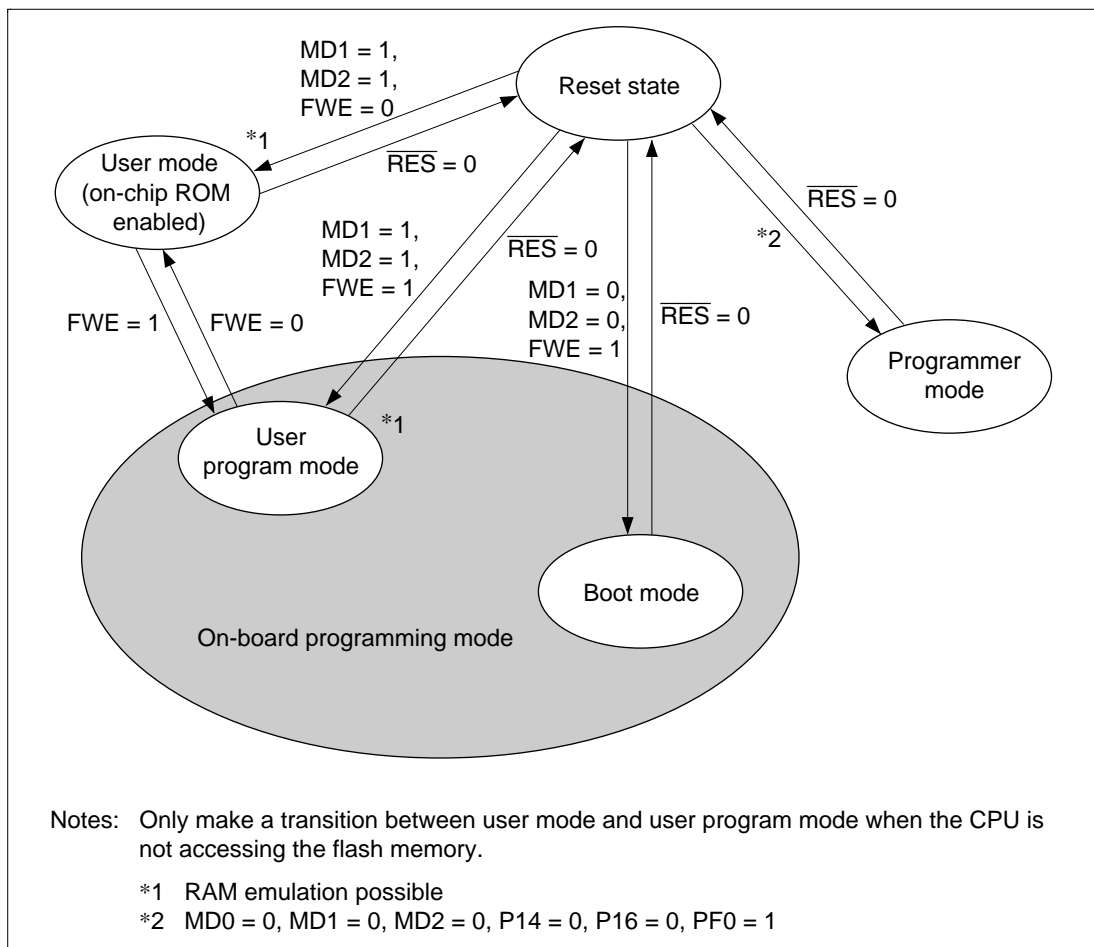 MD1 = 1,
MD2 = 1,
FWE = 0
Reset state
*1
RES = 0
User mode
(on-chip ROM
enabled)
MD1 = 1,
MD2 = 1,
FWE = 1
RES = 0
RES = 0
*2
MD1 = 0,
MD2 = 0,
FWE = 1
RES = 0
FWE = 1
FWE = 0
Programmer
mode
*1
User
program mode
Boot mode
On-board programming mode
Notes: Only make a transition between user mode and user program mode when the CPU is
not accessing the flash memory.
*1 RAM emulation possible
*2 MD0 = 0, MD1 = 0, MD2 = 0, P14 = 0, P16 = 0, PF0 = 1